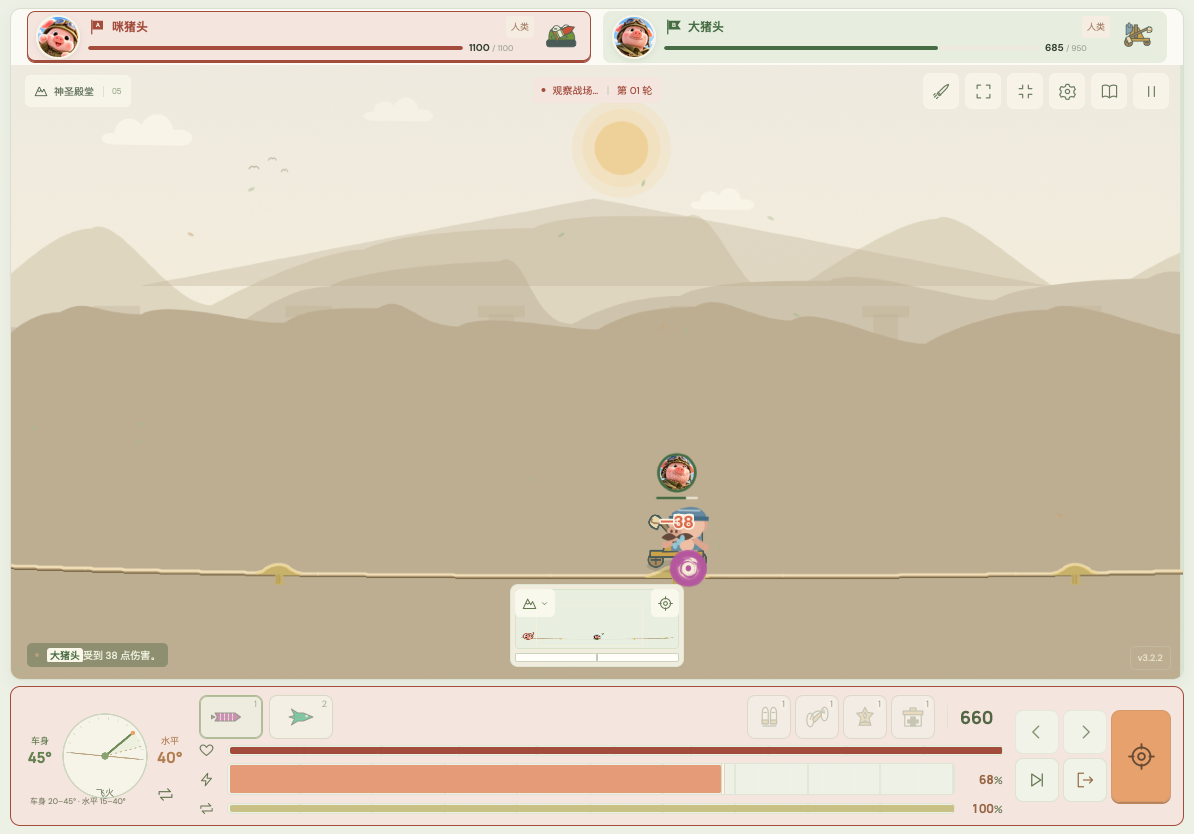 咪猪头
人类
1100 / 1100
大猪头
人类
685 / 950
神圣殿堂 05
观察战场… 第 01 轮
-38
大猪头受到 38 点伤害。
v3.2.2
车身
45°
水平
40°
飞火
车身 20-45° · 水平 15-40°
1
2
1
1
1
1
660
68%
100%